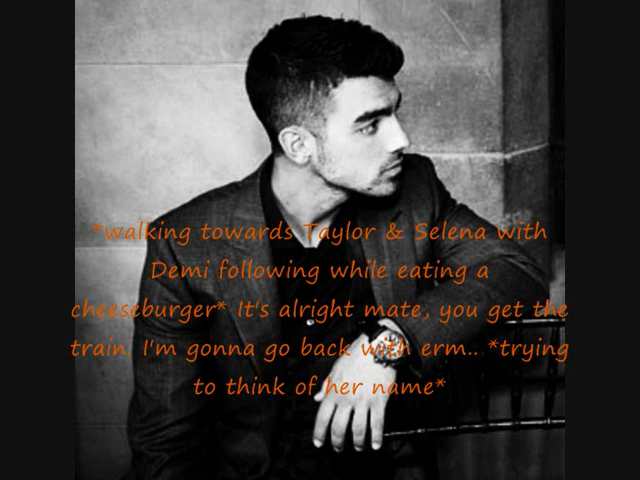 *walking towards Taylor & Selena with
Demi following while eating a
cheeseburger* It's alright mate, you get the
train. I'm gonna go back with erm.. *trying
to think of her name*